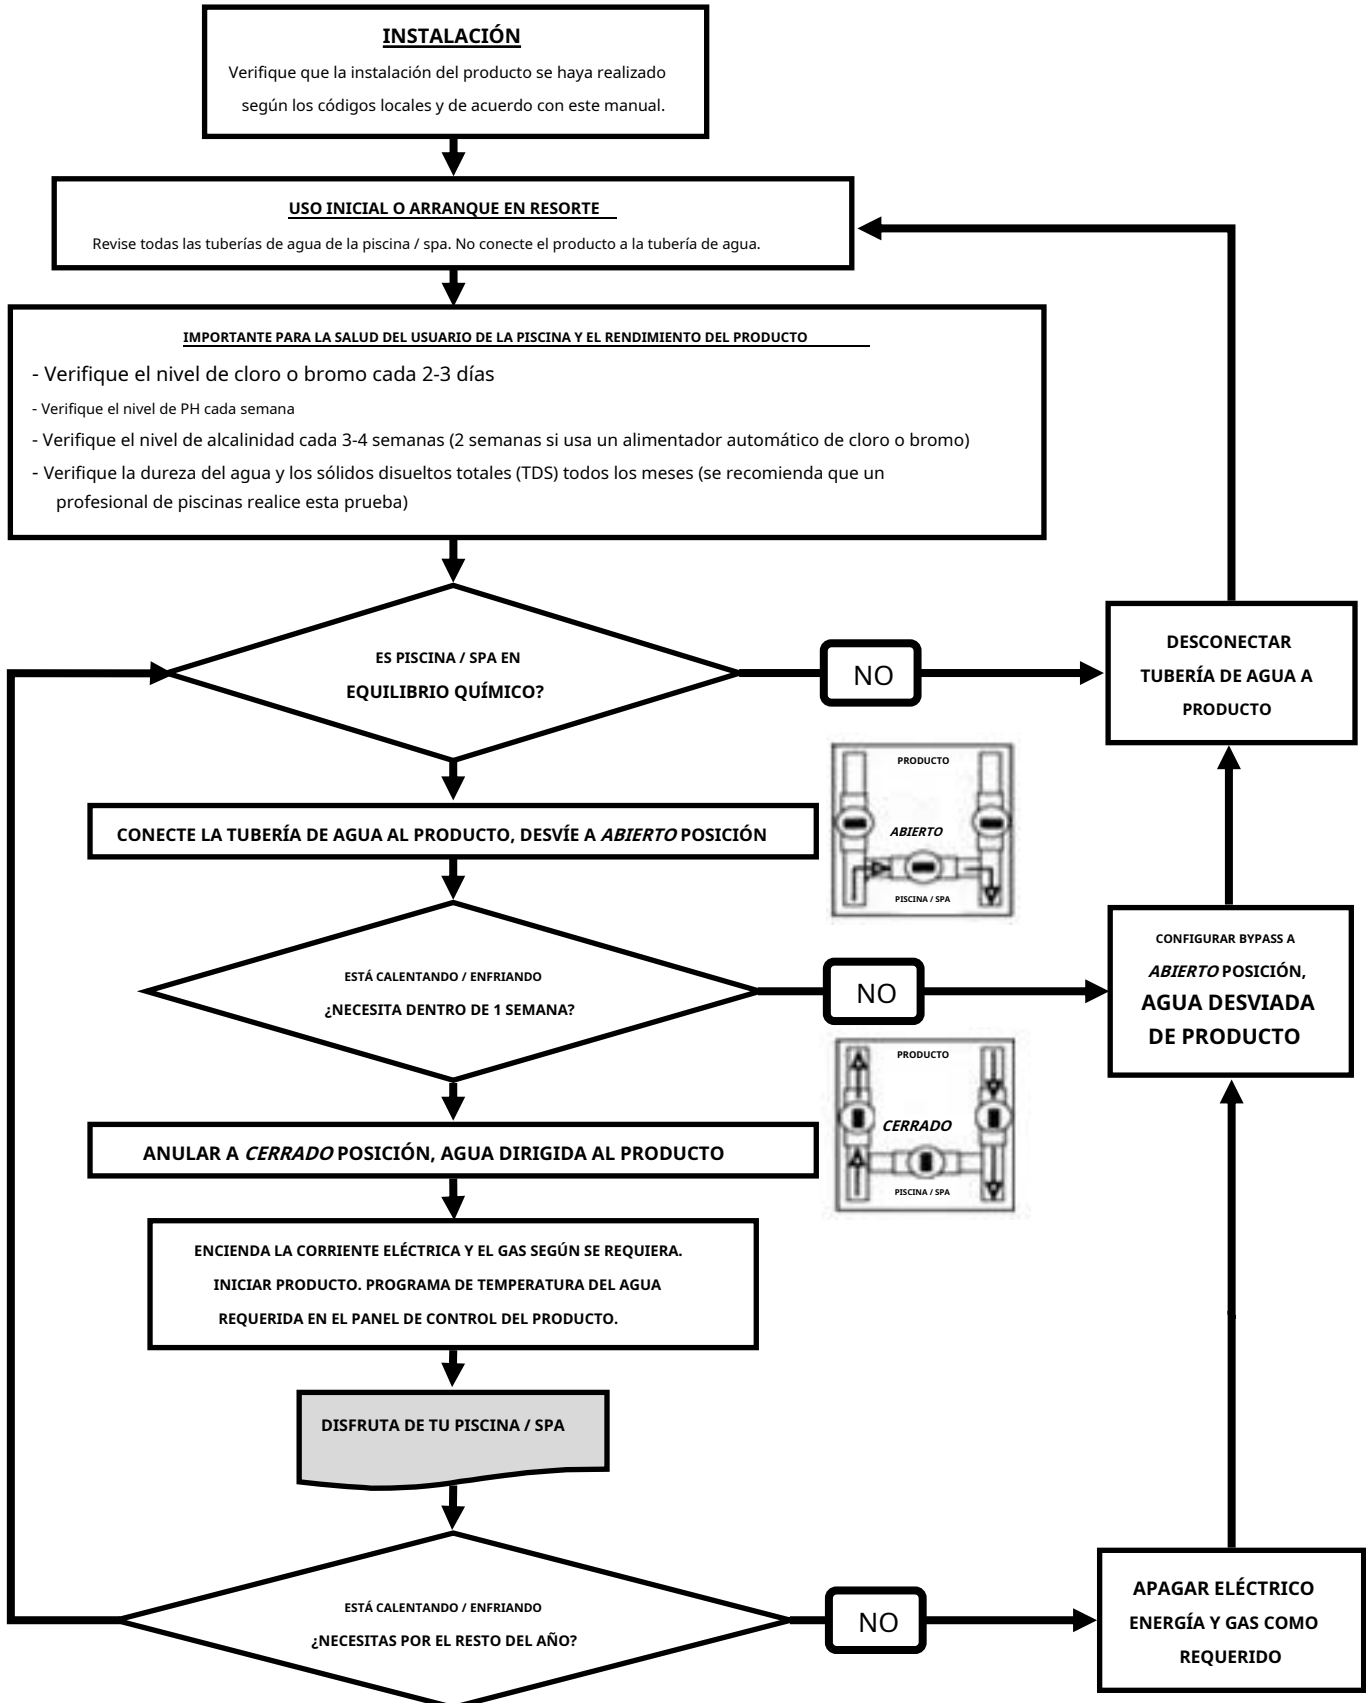 INSTALACIÓN
Verifique que la instalación del producto se haya realizado
según los códigos locales y de acuerdo con este manual.
USO INICIAL O ARRANQUE EN RESORTE
Revise todas las tuberías de agua de la piscina / spa. No conecte el producto a la tubería de agua.
IMPORTANTE PARA LA SALUD DEL USUARIO DE LA PISCINA Y EL RENDIMIENTO DEL PRODUCTO
- Verifique el nivel de cloro o bromo cada 2-3 días
- Verifique el nivel de PH cada semana
- Verifique el nivel de alcalinidad cada 3-4 semanas (2 semanas si usa un alimentador automático de cloro o bromo)
- Verifique la dureza del agua y los sólidos disueltos totales (TDS) todos los meses (se recomienda que un
profesional de piscinas realice esta prueba)
ES PISCINA / SPA EN
EQUILIBRIO QUÍMICO?
NO
DESCONECTAR
TUBERÍA DE AGUA A
PRODUCTO
CONECTE LA TUBERÍA DE AGUA AL PRODUCTO, DESVÍE A ABIERTO POSICIÓN
PRODUCTO
ABIERTO
PISCINA / SPA
ESTÁ CALENTANDO / ENFRIANDO
¿NECESITA DENTRO DE 1 SEMANA?
NO
CONFIGURAR BYPASS A
ABIERTO POSICIÓN,
AGUA DESVIADA
DE PRODUCTO
PRODUCTO
CERRADO
PISCINA / SPA
ANULAR A CERRADO POSICIÓN, AGUA DIRIGIDA AL PRODUCTO
ENCIENDA LA CORRIENTE ELÉCTRICA Y EL GAS SEGÚN SE REQUIERA.
INICIAR PRODUCTO. PROGRAMA DE TEMPERATURA DEL AGUA
REQUERIDA EN EL PANEL DE CONTROL DEL PRODUCTO.
DISFRUTA DE TU PISCINA / SPA
ESTÁ CALENTANDO / ENFRIANDO
¿NECESITAS POR EL RESTO DEL AÑO?
NO
APAGAR ELÉCTRICO
ENERGÍA Y GAS COMO
REQUERIDO